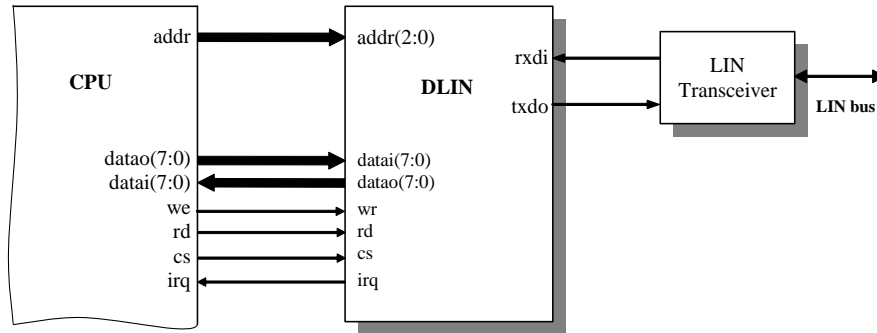 addr
CPU
datao(7:0)
datai(7:0)
we
rd
cs
irq
addr(2:0)
DLIN
rxdi
txdo
datai(7:0)
datao(7:0)
wr
rd
cs
irq
LIN
Transceiver
LIN bus